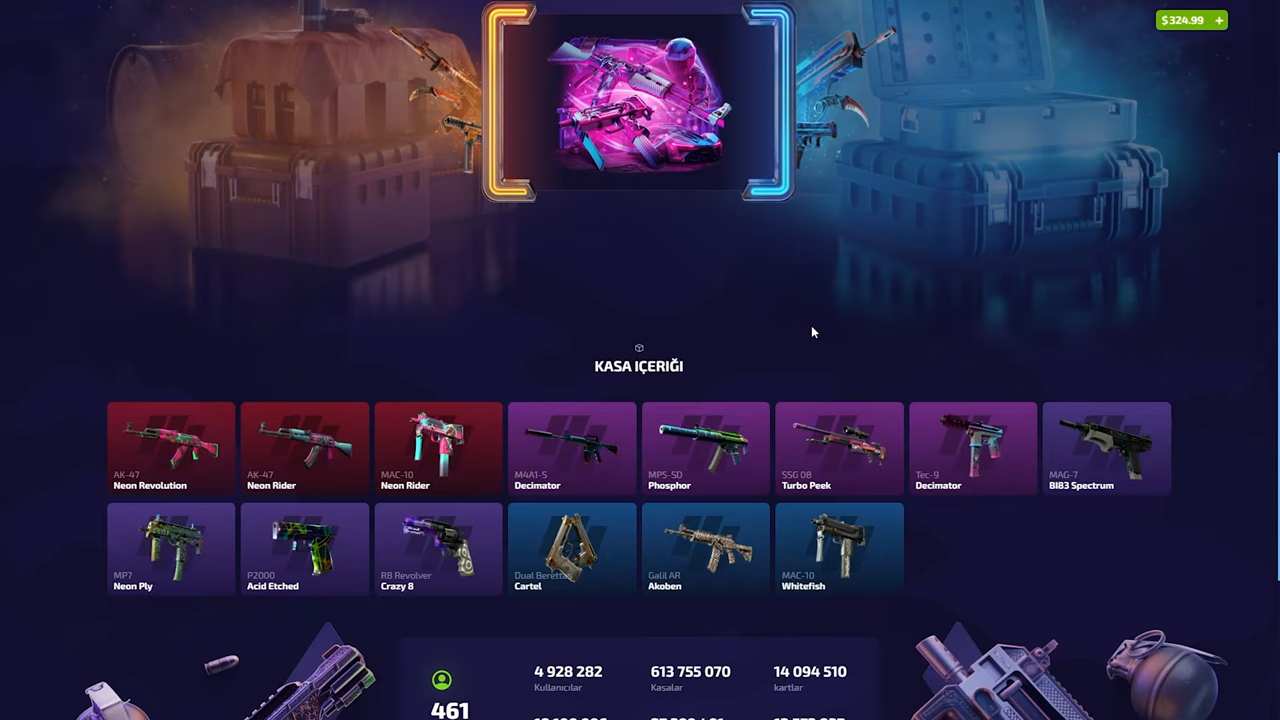 $324.99 +
KASA IÇERIĞI
AK-47
Neon Revolution
AK-47
Neon Rider
MAC-10
Neon Rider
M4A1-S
Decimator
MP5-SD
Phosphor
SSG 08
Turbo Peek
Tec-9
Decimator
MAG-7
BI83 Spectrum
MP7
Neon Ply
P2000
Acid Etched
R8 Revolver
Crazy 8
Dual Berettas
Cartel
Galil AR
Akoben
MAC-10
Whitefish
461
4 928 282
Kullanıcılar
613 755 070
Kasalar
14 094 510
kartlar